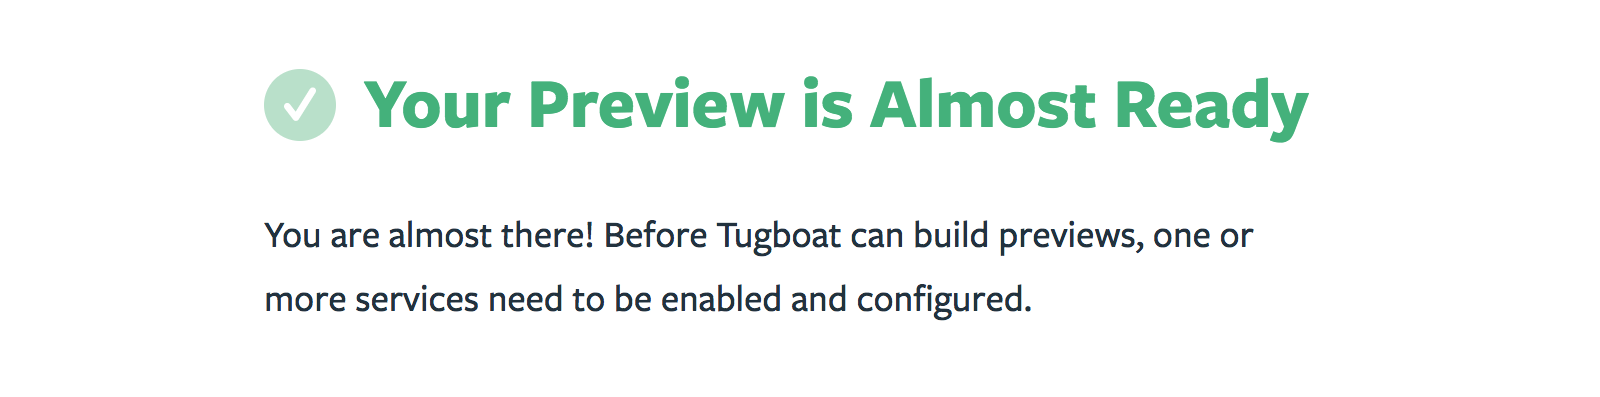 Your Preview is Almost Ready
You are almost there! Before Tugboat can build previews, one or
more services need to be enabled and configured.